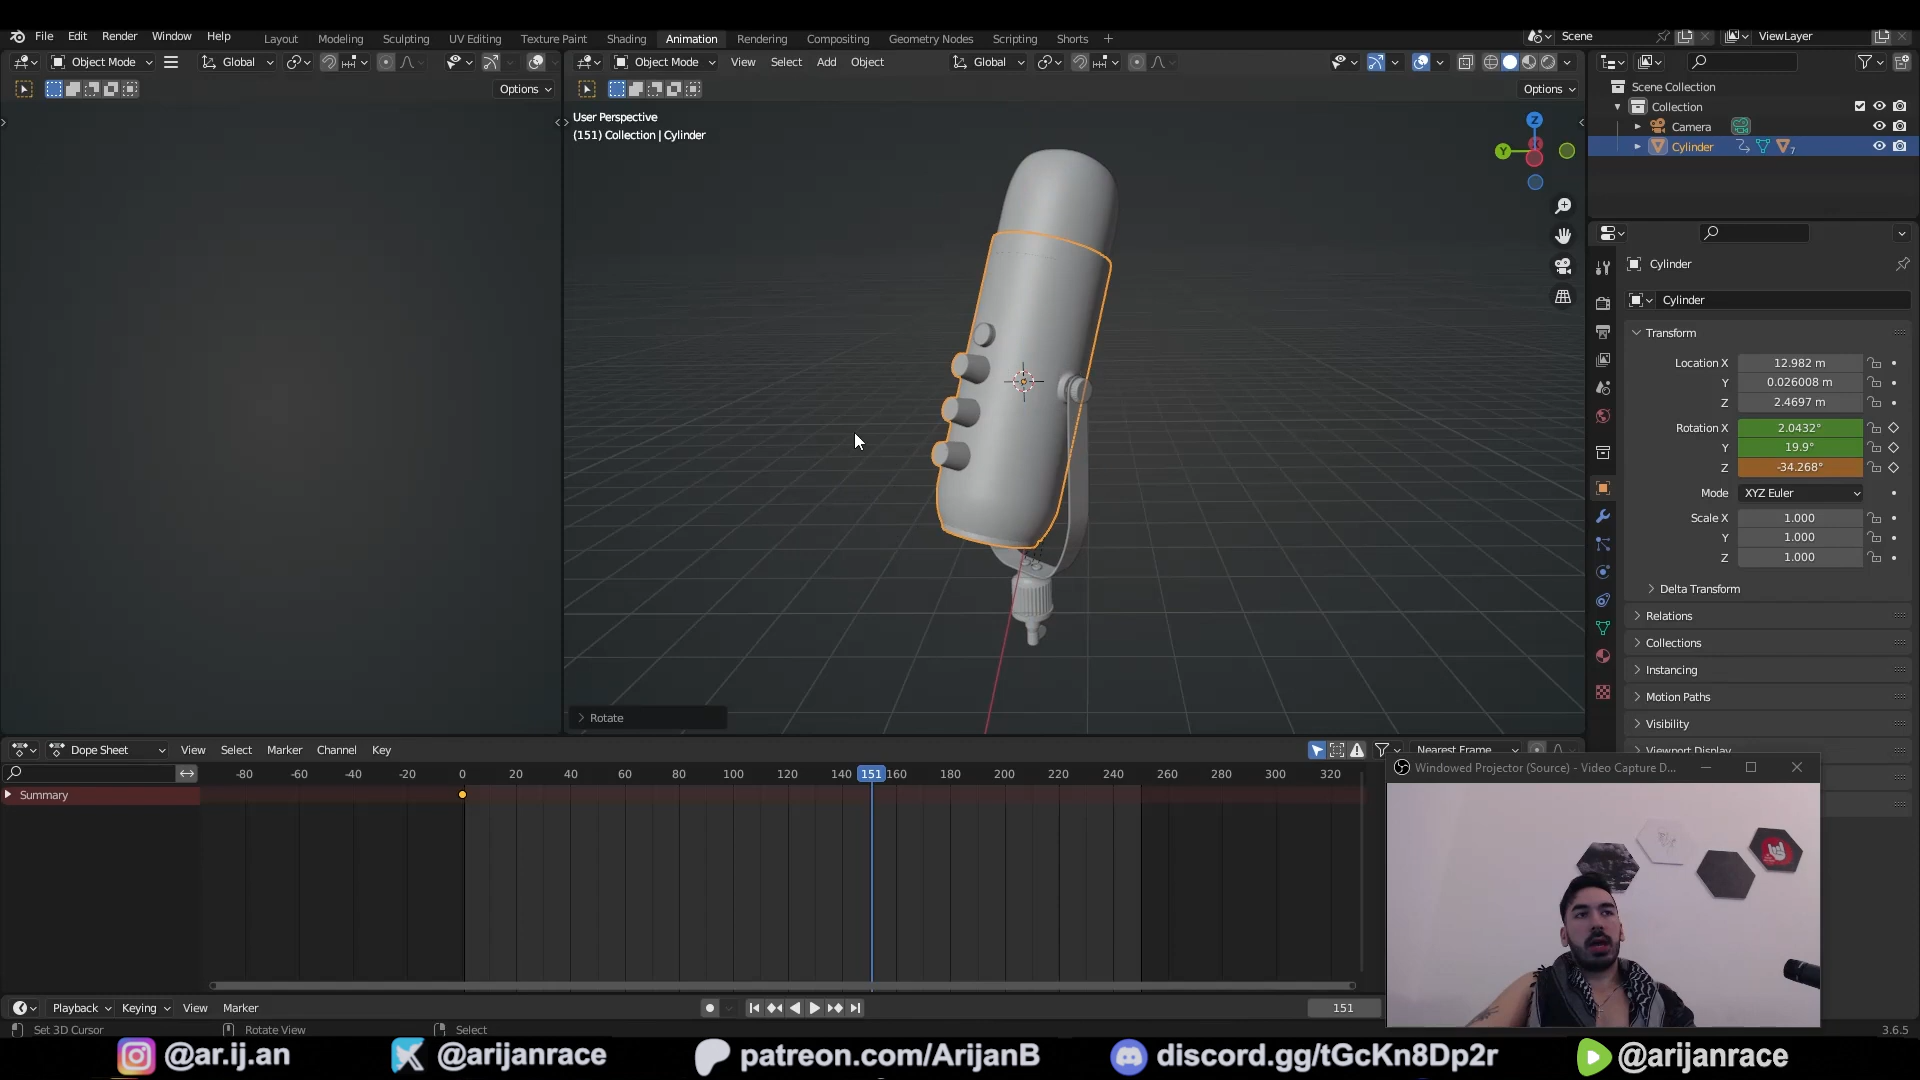 File Edit Render Window Help
Layout Modeling Sculpting UV Editing Texture Paint Shading Animation Rendering Compositing Geometry Nodes Scripting Shorts +
Scene ViewLayer
Object Mode Global
Object Mode View Select Add Object Global
Options
Options
User Perspective
(151) Collection | Cylinder
Z
Y
Scene Collection
Collection
Camera
Cylinder
7
Cylinder
Cylinder
Transform
Location X 12.982 m
Y 0.026008 m
Z 2.4697 m
Rotation X 2.0432°
Y 19.9°
Z -34.268°
Mode XYZ Euler
Scale X 1.000
Y 1.000
Z 1.000
Delta Transform
Relations
Collections
Instancing
Motion Paths
Visibility
Viewport Display
Rotate
Dope Sheet View Select Marker Channel Key Nearest Frame
-80 -60 -40 -20 0 20 40 60 80 100 120 140 151 160 180 200 220 240 260 280 300 320
Summary
Windowed Projector (Source) - Video Capture D...
Playback Keying View Marker 151
Set 3D Cursor Rotate View Select 3.6.5
@ar.ij.an @arijanrace patreon.com/ArijanB discord.gg/tGcKn8Dp2r @arijanrace